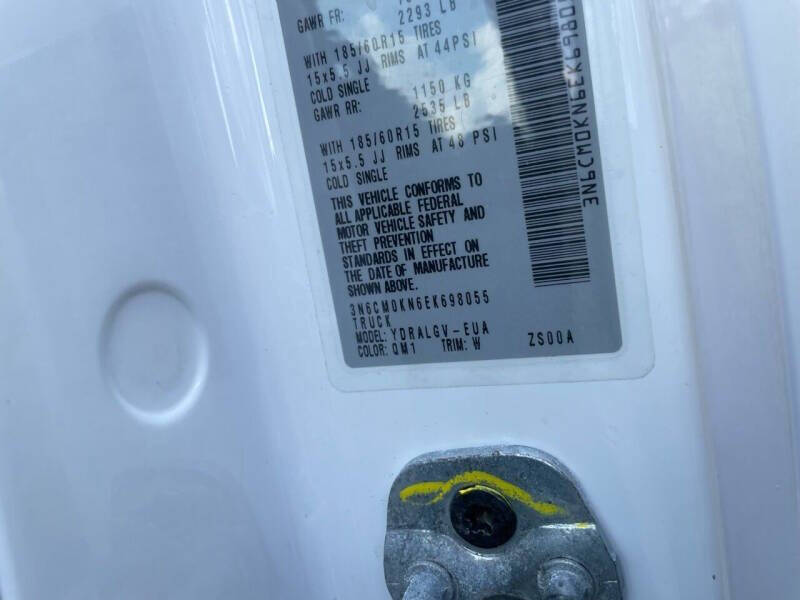 GAWR FR:
2293 LB
WITH 185/60R15 TIRES
15x5.5 JJ RIMS AT 44PSI
COLD SINGLE
1150 KG
GAWR RR:
2535 LB
WITH 185/60R15 TIRES
15x5.5 JJ RIMS AT 48 PSI
COLD SINGLE
THIS VEHICLE CONFORMS TO
ALL APPLICABLE FEDERAL
MOTOR VEHICLE SAFETY AND
THEFT PREVENTION
STANDARDS IN EFFECT ON
THE DATE OF MANUFACTURE
SHOWN ABOVE.
3N6CM0KN6EK698055
TRUCK
MODEL: YDRALGV-EUA
COLOR: QM1 TRIM: W ZS00A
3N6CM0KN6EK6980